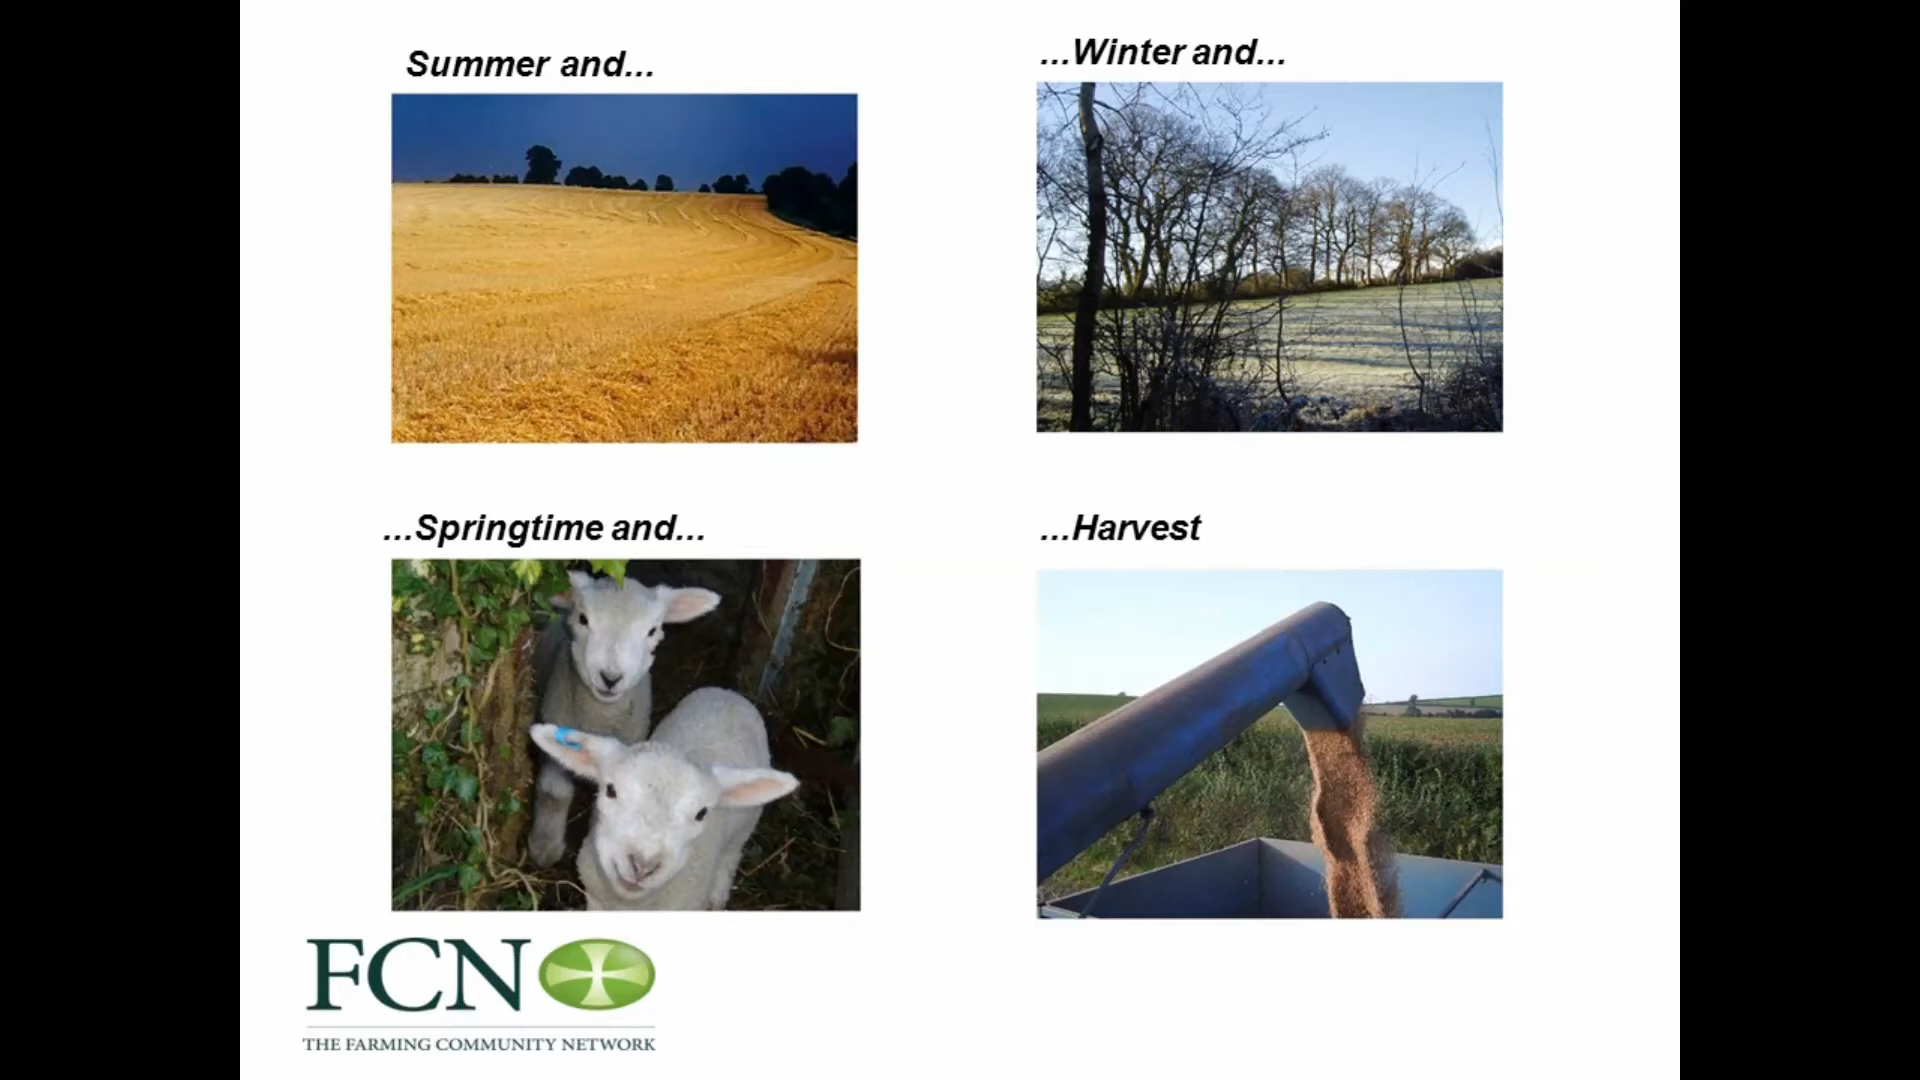 Summer and...
...Winter and...
...Springtime and...
...Harvest
FCN
THE FARMING COMMUNITY NETWORK